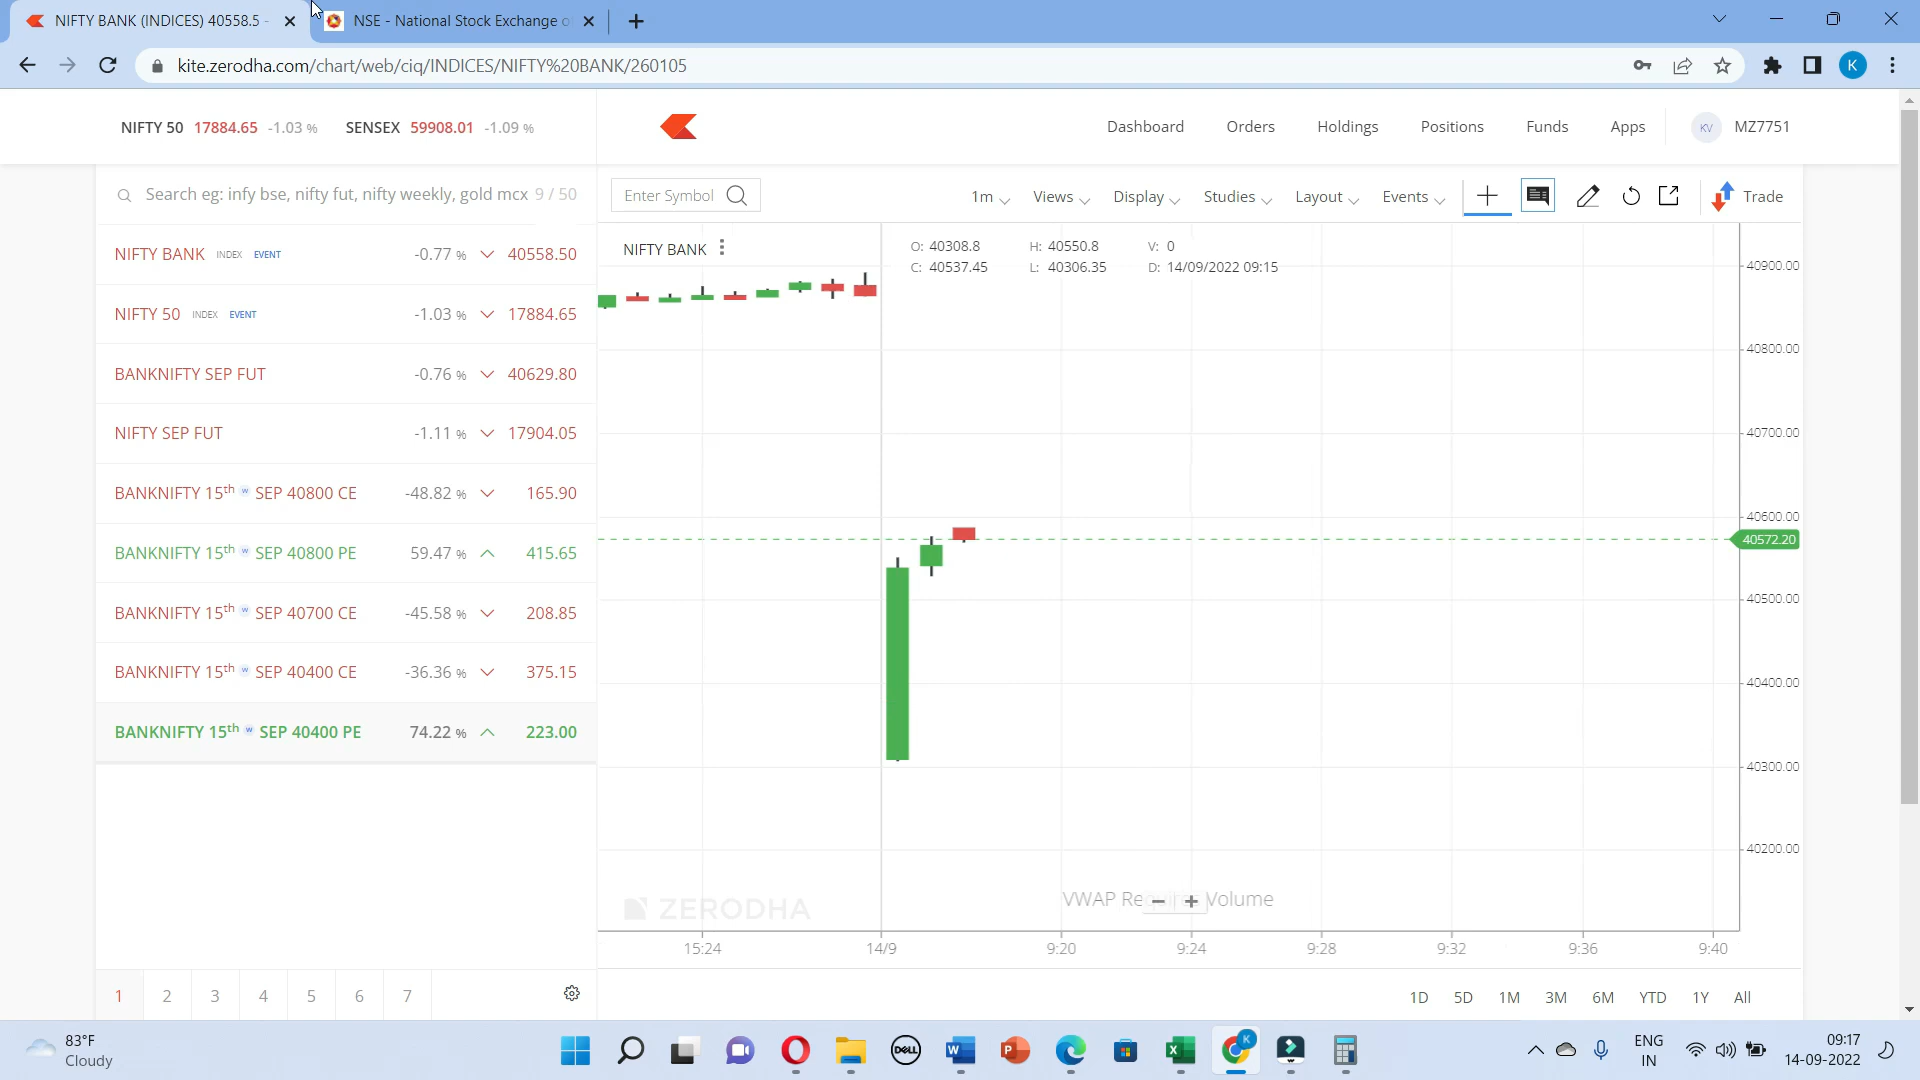 NIFTY BANK (INDICES) 40558.5 -
NSE - National Stock Exchange o
kite.zerodha.com/chart/web/ciq/INDICES/NIFTY%20BANK/260105
K
NIFTY 50 17884.65 -1.03 % SENSEX 59908.01 -1.09 %
Dashboard Orders Holdings Positions Funds Apps KV MZ7751
Search eg: infy bse, nifty fut, nifty weekly, gold mcx 9 / 50
Enter Symbol 1m Views Display Studies Layout Events Trade
NIFTY BANK INDEX EVENT -0.77 % 40558.50
NIFTY 50 INDEX EVENT -1.03 % 17884.65
BANKNIFTY SEP FUT -0.76 % 40629.80
NIFTY SEP FUT -1.11 % 17904.05
BANKNIFTY 15th w SEP 40800 CE -48.82 % 165.90
BANKNIFTY 15th w SEP 40800 PE 59.47 % 415.65
BANKNIFTY 15th w SEP 40700 CE -45.58 % 208.85
BANKNIFTY 15th w SEP 40400 CE -36.36 % 375.15
BANKNIFTY 15th w SEP 40400 PE 74.22 % 223.00
1 2 3 4 5 6 7
NIFTY BANK
O: 40308.8 H: 40550.8 V: 0
C: 40537.45 L: 40306.35 D: 14/09/2022 09:15
40900.00
40800.00
40700.00
40600.00
40572.20
40500.00
40400.00
40300.00
40200.00
ZERODHA
VWAP Re Volume
15:24 14/9 9:20 9:24 9:28 9:32 9:36 9:40
1D 5D 1M 3M 6M YTD 1Y All
83°F
Cloudy
DELL
W
P
X
K
ENG
IN
09:17
14-09-2022